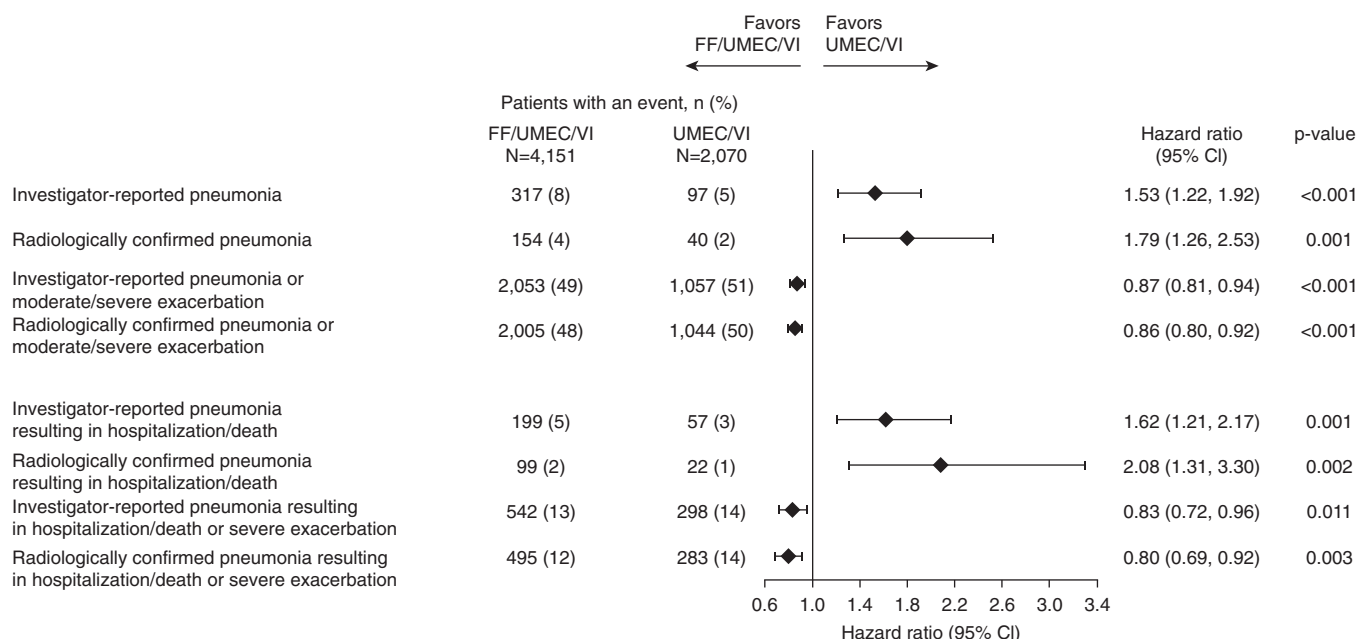 Favors
FF/UMEC/VI
Favors
UMEC/VI
Patients with an event, n (%)
FF/UMEC/VI
N=4,151
UMEC/VI
N=2,070
Hazard ratio
(95% CI)
p-value
Investigator-reported pneumonia 317 (8) 97 (5) 1.53 (1.22, 1.92) <0.001
Radiologically confirmed pneumonia 154 (4) 40 (2) 1.79 (1.26, 2.53) 0.001
Investigator-reported pneumonia or
moderate/severe exacerbation 2,053 (49) 1,057 (51) 0.87 (0.81, 0.94) <0.001
Radiologically confirmed pneumonia or
moderate/severe exacerbation 2,005 (48) 1,044 (50) 0.86 (0.80, 0.92) <0.001
Investigator-reported pneumonia
resulting in hospitalization/death 199 (5) 57 (3) 1.62 (1.21, 2.17) 0.001
Radiologically confirmed pneumonia
resulting in hospitalization/death 99 (2) 22 (1) 2.08 (1.31, 3.30) 0.002
Investigator-reported pneumonia resulting
in hospitalization/death or severe exacerbation 542 (13) 298 (14) 0.83 (0.72, 0.96) 0.011
Radiologically confirmed pneumonia resulting
in hospitalization/death or severe exacerbation 495 (12) 283 (14) 0.80 (0.69, 0.92) 0.003
0.6 1.0 1.4 1.8 2.2 2.6 3.0 3.4
Hazard ratio (95% CI)